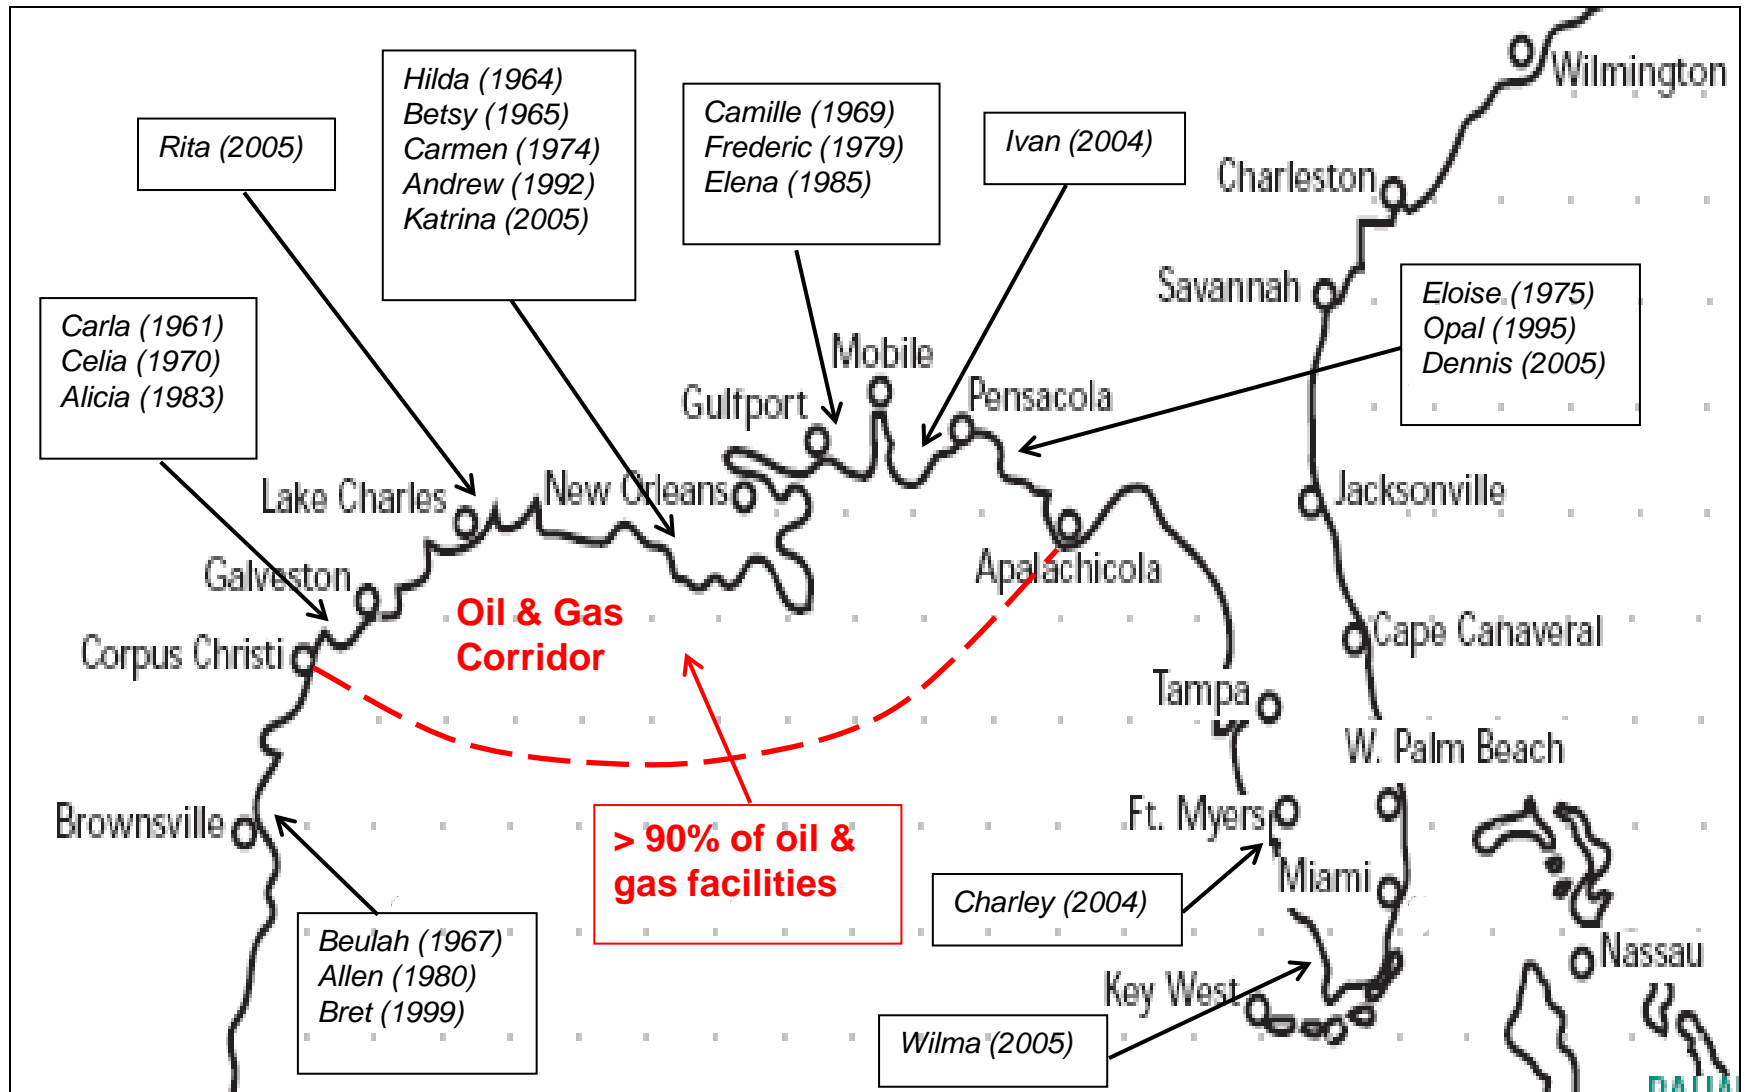 Wilmington
Hilda (1964)
Betsy (1965)
Carmen (1974)
Andrew (1992)
Katrina (2005)
Camille (1969)
Frederic (1979)
Elena (1985)
Rita (2005)
Ivan (2004)
Charleston
Savannah
Eloise (1975)
Opal (1995)
Dennis (2005)
Carla (1961)
Celia (1970)
Alicia (1983)
Mobile
Gulfport
Pensacola
Lake Charles
New Orleans
Jacksonville
Galveston
Apalachicola
Oil & Gas
Corridor
Corpus Christi
Cape Canaveral
Tampa
W. Palm Beach
Brownsville
Ft. Myers
> 90% of oil &
gas facilities
Miami
Charley (2004)
Beulah (1967)
Allen (1980)
Bret (1999)
Nassau
Key West
Wilma (2005)